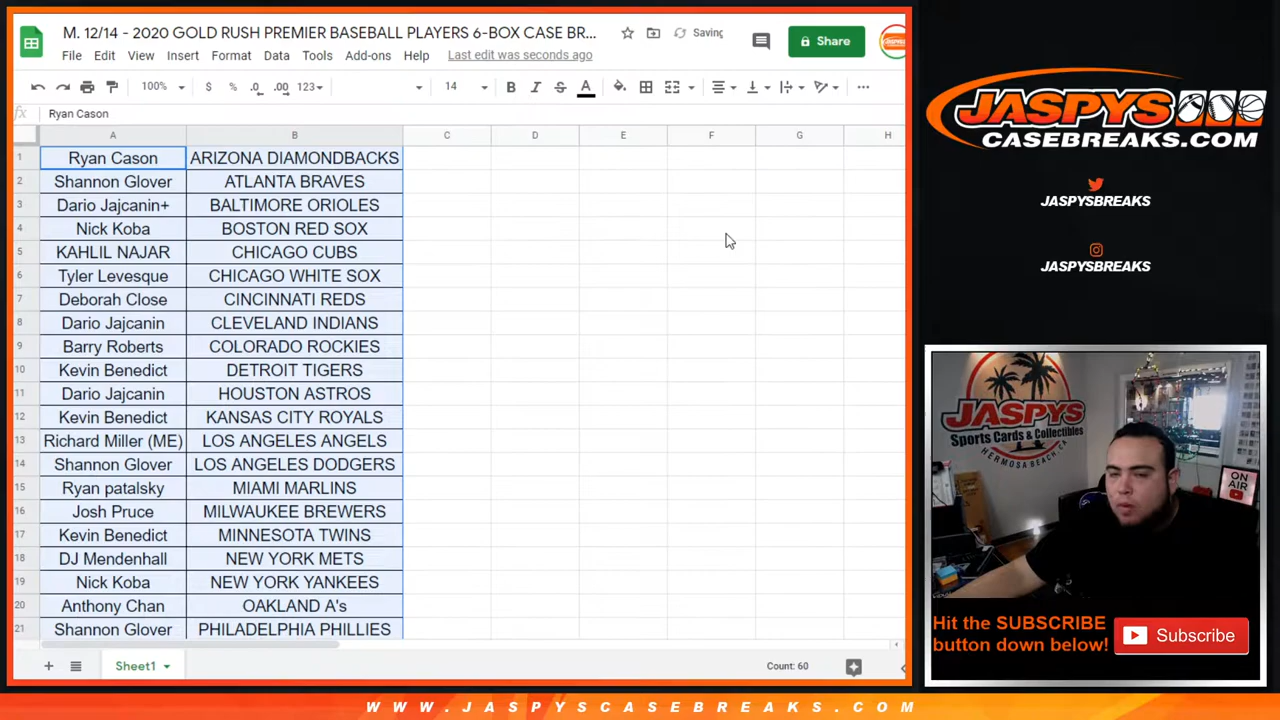 M. 12/14 - 2020 GOLD RUSH PREMIER BASEBALL PLAYERS 6-BOX CASE BR...
Saving
Share
File Edit View Insert Format Data Tools Add-ons Help Last edit was seconds ago
100% $ % .0 .00 123 14 B I S A
fx Ryan Cason
A B C D E F G H
1 Ryan Cason ARIZONA DIAMONDBACKS
2 Shannon Glover ATLANTA BRAVES
3 Dario Jajcanin+ BALTIMORE ORIOLES
4 Nick Koba BOSTON RED SOX
5 KAHLIL NAJAR CHICAGO CUBS
6 Tyler Levesque CHICAGO WHITE SOX
7 Deborah Close CINCINNATI REDS
8 Dario Jajcanin CLEVELAND INDIANS
9 Barry Roberts COLORADO ROCKIES
10 Kevin Benedict DETROIT TIGERS
11 Dario Jajcanin HOUSTON ASTROS
12 Kevin Benedict KANSAS CITY ROYALS
13 Richard Miller (ME) LOS ANGELES ANGELS
14 Shannon Glover LOS ANGELES DODGERS
15 Ryan patalsky MIAMI MARLINS
16 Josh Pruce MILWAUKEE BREWERS
17 Kevin Benedict MINNESOTA TWINS
18 DJ Mendenhall NEW YORK METS
19 Nick Koba NEW YORK YANKEES
20 Anthony Chan OAKLAND A's
21 Shannon Glover PHILADELPHIA PHILLIES
Sheet1
Count: 60
JASPYS
CASEBREAKS.COM
JASPYSBREAKS
JASPYSBREAKS
JASPYS
Sports Cards & Collectibles
HERMOSA BEACH, CA
ON AIR
Hit the SUBSCRIBE
button down below!
Subscribe
WWW.JASPYSCASEBREAKS.COM